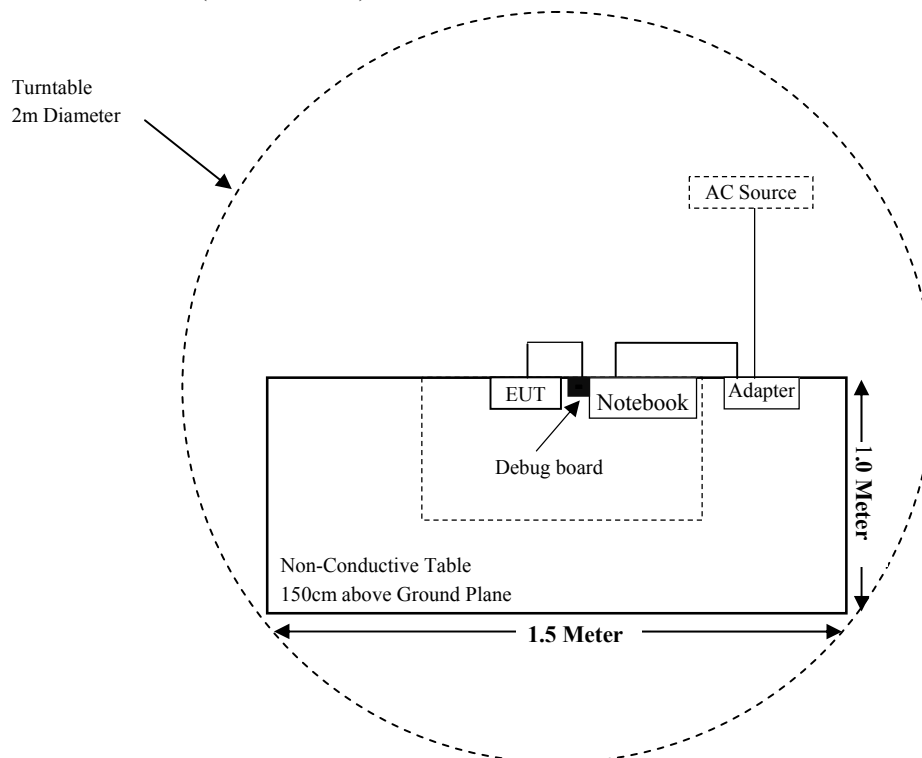 Turntable
2m Diameter
AC Source
EUT
Notebook
Adapter
Debug board
1.0 Meter
Non-Conductive Table
150cm above Ground Plane
1.5 Meter